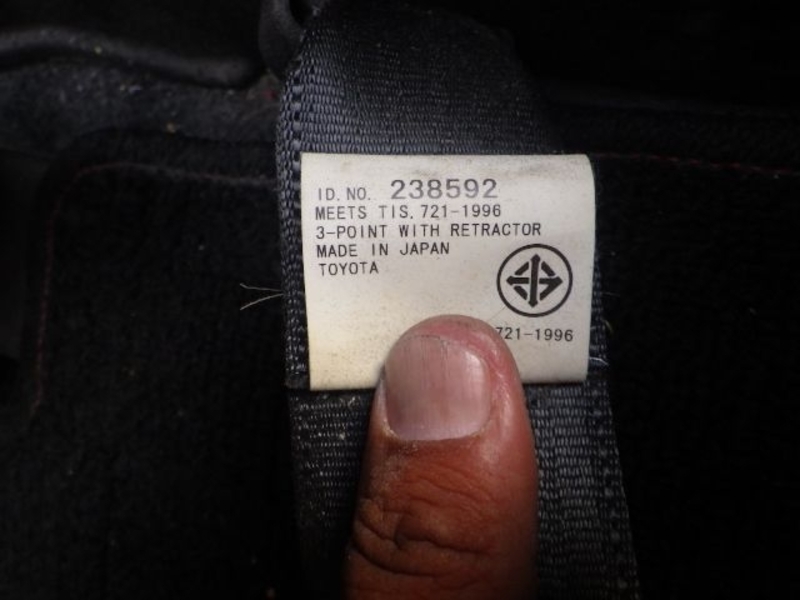 ID. NO. 238592
MEETS TIS. 721-1996
3-POINT WITH RETRACTOR
MADE IN JAPAN
TOYOTA
721-1996